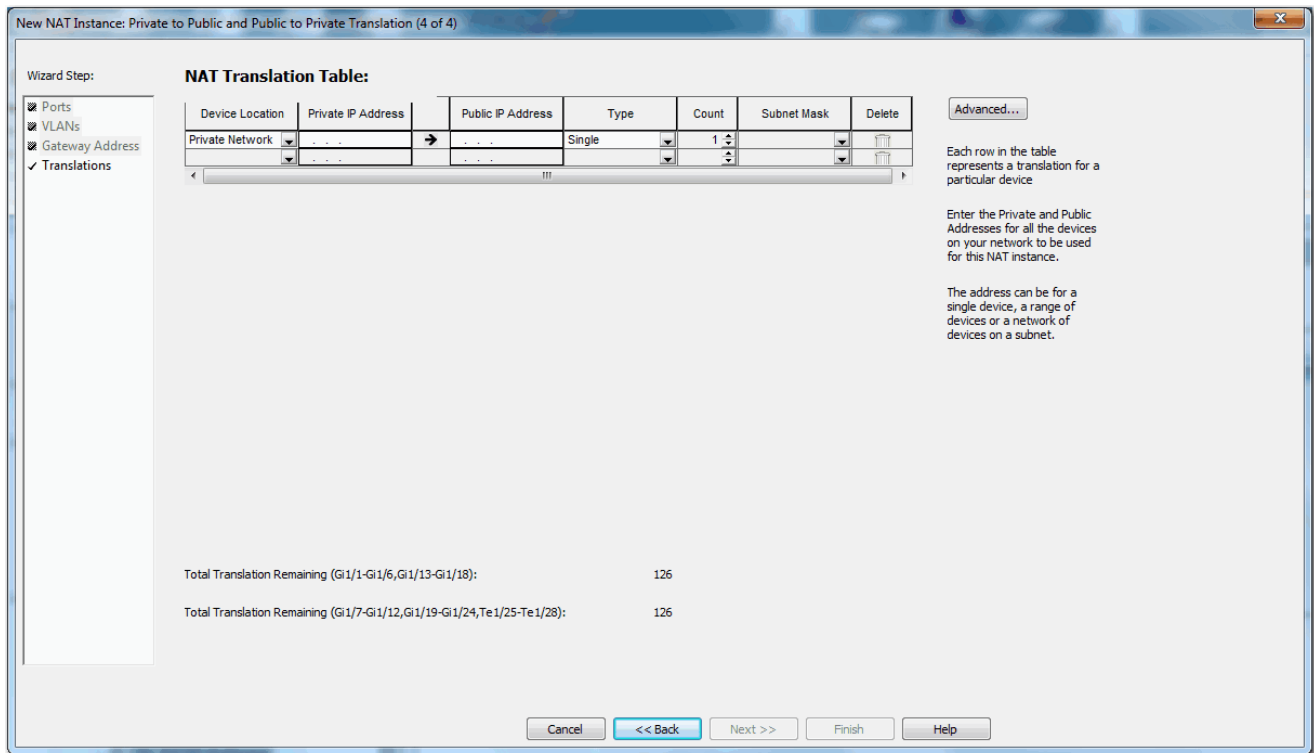 New NAT Instance: Private to Public and Public to Private Translation (4 of 4)
Wizard Step:
Ports
VLANs
Gateway Address
Translations
NAT Translation Table:
Device Location Private IP Address Public IP Address Type Count Subnet Mask Delete
Private Network . . . . . . Single 1
. . . . . .
Advanced...
Each row in the table
represents a translation for a
particular device
Enter the Private and Public
Addresses for all the devices
on your network to be used
for this NAT instance.
The address can be for a
single device, a range of
devices or a network of
devices on a subnet.
Total Translation Remaining (Gi1/1-Gi1/6,Gi1/13-Gi1/18): 126
Total Translation Remaining (Gi1/7-Gi1/12,Gi1/19-Gi1/24,Te1/25-Te1/28): 126
Cancel << Back Next >> Finish Help